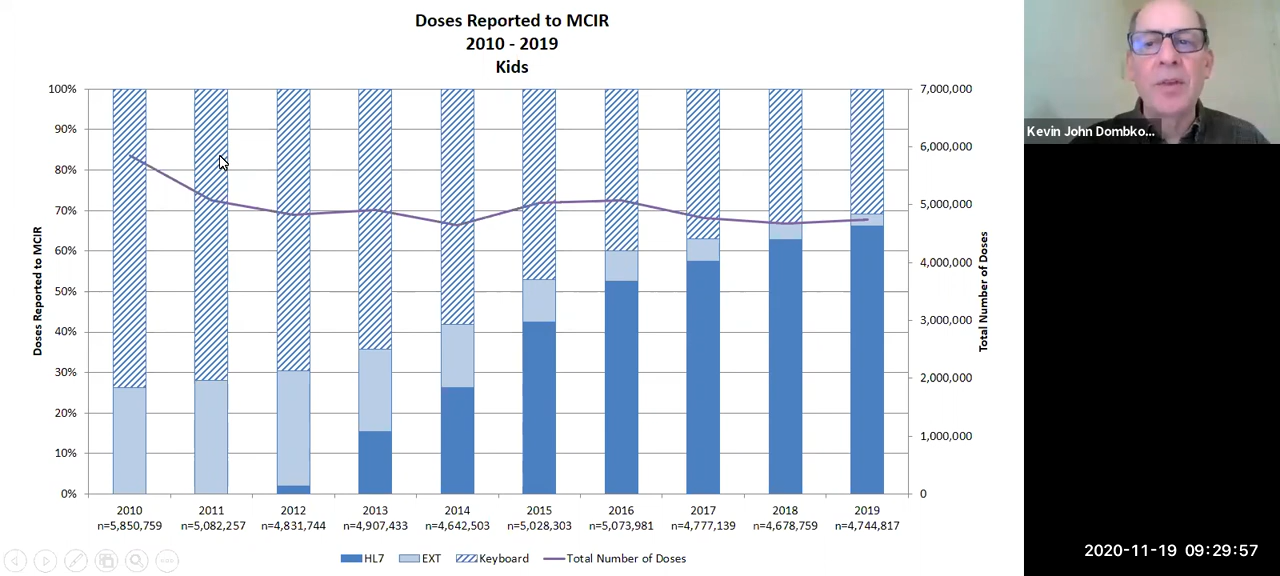 Doses Reported to MCIR
2010 - 2019
Kids
100%
90%
80%
70%
60%
50%
40%
30%
20%
10%
0%
Doses Reported to MCIR
7,000,000
6,000,000
5,000,000
4,000,000
3,000,000
2,000,000
1,000,000
0
Total Number of Doses
2010 2011 2012 2013 2014 2015 2016 2017 2018 2019
n=5,850,759 n=5,082,257 n=4,831,744 n=4,907,433 n=4,642,503 n=5,028,303 n=5,073,981 n=4,777,139 n=4,678,759 n=4,744,817
HL7 EXT Keyboard Total Number of Doses
Kevin John Dombko...
2020-11-19 09:29:57